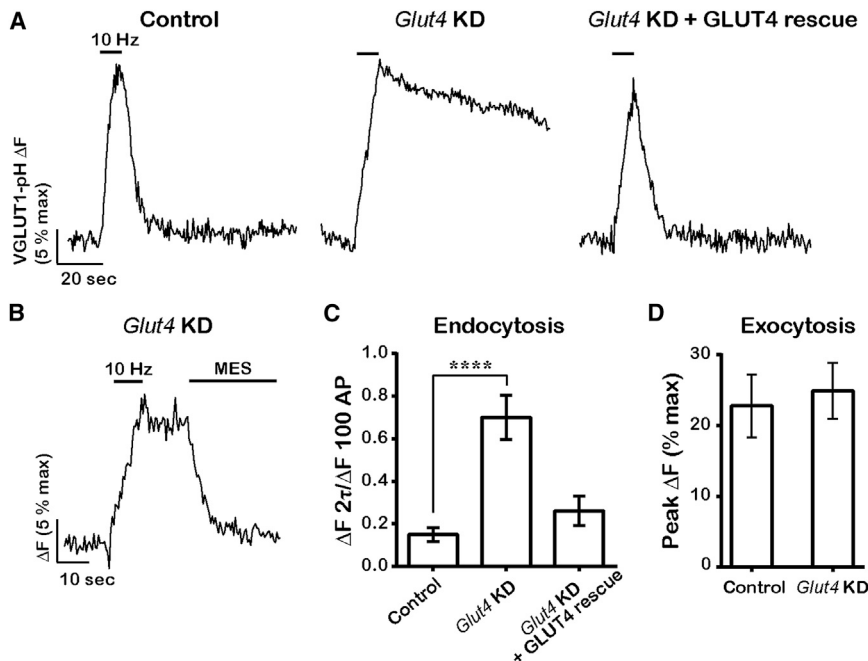 A
Control
Glut4 KD
Glut4 KD + GLUT4 rescue
10 Hz
VGLUT1-pH ΔF
(5 % max)
20 sec
B
Glut4 KD
10 Hz
MES
ΔF (5 % max)
10 sec
C
Endocytosis
ΔF 2τ/ΔF 100 AP
1.0
0.8
0.6
0.4
0.2
0.0
****
Control
Glut4 KD
Glut4 KD
+ GLUT4 rescue
D
Exocytosis
Peak ΔF (% max)
30
20
10
0
Control
Glut4 KD